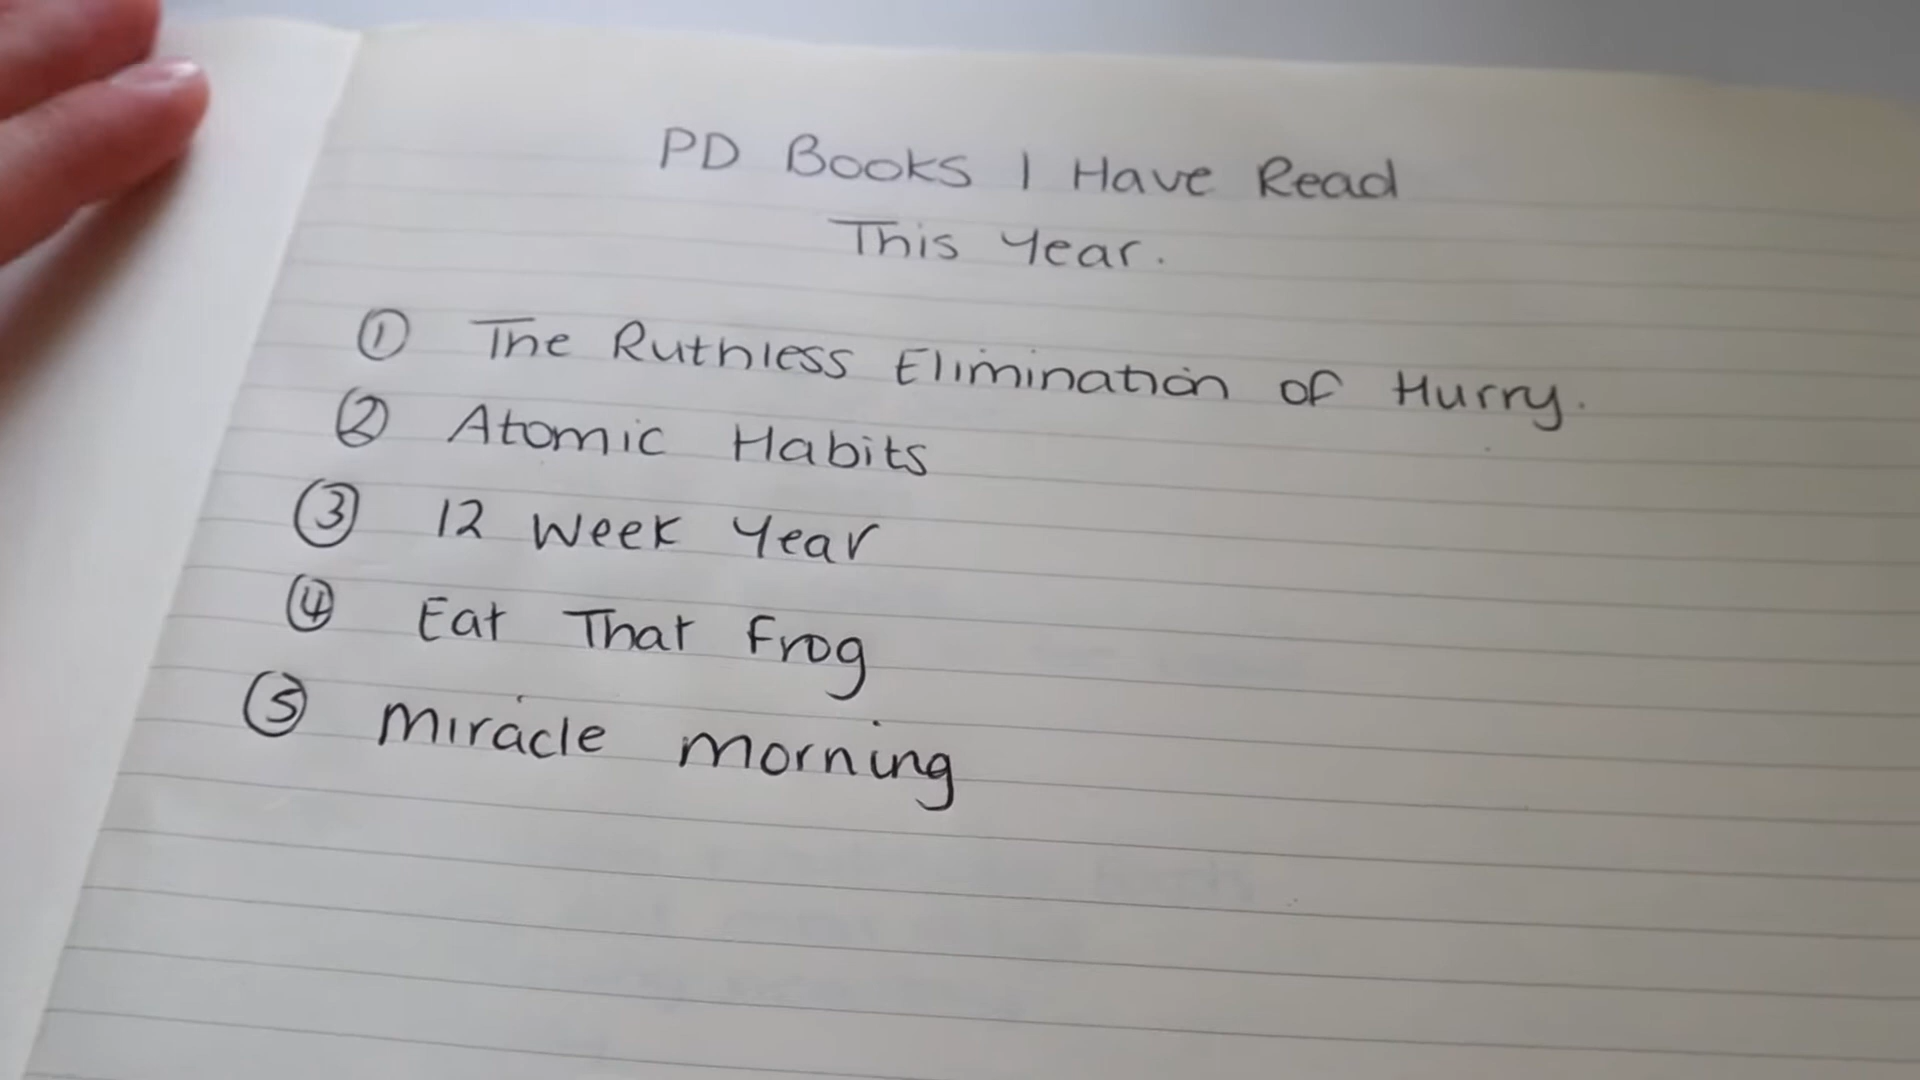 PD Books I Have Read
This Year.
① The Ruthless Elimination of Hurry.
② Atomic Habits
③ 12 Week Year
④ Eat That Frog
⑤ Miracle Morning